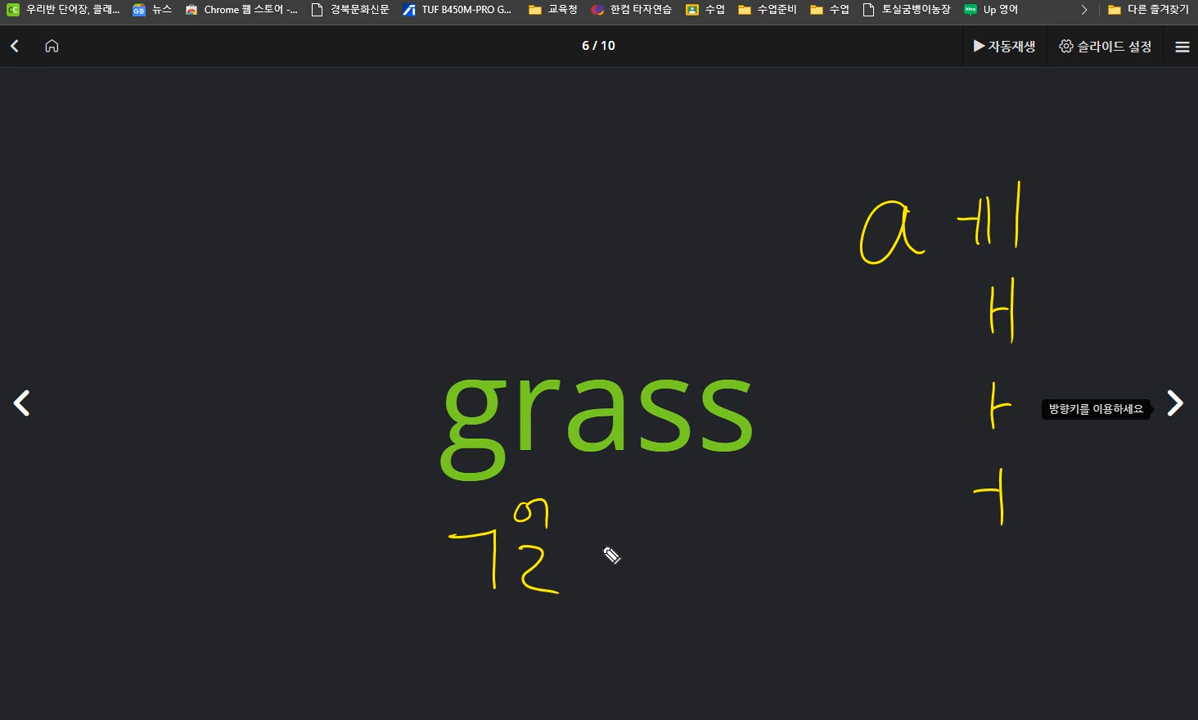 우리반 단어장, 클래... 뉴스 Chrome 웹 스토어 -... 경북문화신문 TUF B450M-PRO G... 교육청 한컴 타자연습 수업 수업준비 수업 토실굼벵이농장 Up 영어 다른 즐겨찾기
6 / 10 자동재생 슬라이드 설정
a ㅔㅣ
ㅐ
ㅏ
grass
방향키를 이용하세요
ㅓ
ㄱㄹ